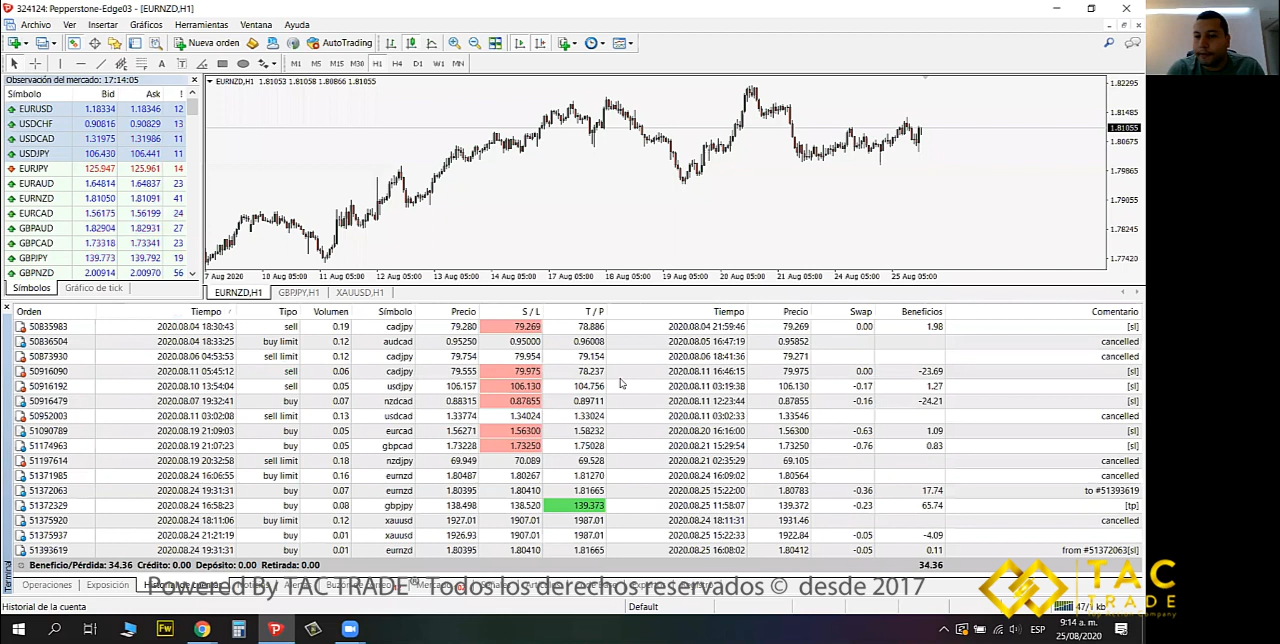 324124: Pepperstone-Edge03 - [EURNZD,H1]
Archivo Ver Insertar Gráficos Herramientas Ventana Ayuda
Nueva orden AutoTrading
A T M1 M5 M15 M30 H1 H4 D1 W1 MN
Observación del mercado: 17:14:05
Símbolo Bid Ask !
EURUSD 1.18334 1.18346 12
USDCHF 0.90816 0.90829 13
USDCAD 1.31975 1.31986 11
USDJPY 106.430 106.441 11
EURJPY 125.947 125.961 14
EURAUD 1.64814 1.64837 23
EURNZD 1.81050 1.81091 41
EURCAD 1.56175 1.56199 24
GBPAUD 1.82904 1.82931 27
GBPCAD 1.73318 1.73341 23
GBPJPY 139.773 139.792 19
GBPNZD 2.00914 2.00970 56
Símbolos Gráfico de tick
EURNZD,H1 1.81053 1.81058 1.80866 1.81055
1.82295
1.81485
1.81055
1.80675
1.79865
1.79055
1.78245
1.77420
7 Aug 2020 10 Aug 05:00 11 Aug 05:00 12 Aug 05:00 13 Aug 05:00 14 Aug 05:00 17 Aug 05:00 18 Aug 05:00 19 Aug 05:00 20 Aug 05:00 21 Aug 05:00 24 Aug 05:00 25 Aug 05:00
EURNZD,H1 GBPJPY,H1 XAUUSD,H1
Orden Tiempo / Tipo Volumen Símbolo Precio S / L T / P Tiempo Precio Swap Beneficios Comentario
50835983 2020.08.04 18:30:43 sell 0.19 cadjpy 79.280 79.269 78.886 2020.08.04 21:59:46 79.269 0.00 1.98 [sl]
50836504 2020.08.04 18:33:25 buy limit 0.12 audcad 0.95250 0.95000 0.96008 2020.08.05 16:47:19 0.95852 cancelled
50873930 2020.08.06 04:53:53 sell limit 0.12 cadjpy 79.754 79.954 79.154 2020.08.06 18:41:36 79.271 cancelled
50916090 2020.08.11 05:45:12 sell 0.06 cadjpy 79.555 79.975 78.237 2020.08.11 16:46:15 79.975 0.00 -23.69 [sl]
50916192 2020.08.10 13:54:04 sell 0.05 usdjpy 106.157 106.130 104.756 2020.08.11 03:19:38 106.130 -0.17 1.27 [sl]
50916479 2020.08.07 19:32:41 buy 0.05 nzdcad 0.88315 0.87855 0.89711 2020.08.11 12:23:44 0.87855 -0.16 -24.21 [sl]
50952003 2020.08.11 03:02:08 sell limit 0.13 usdcad 1.33774 1.34024 1.33024 2020.08.11 03:02:33 1.33546 cancelled
51090789 2020.08.19 21:09:03 buy 0.05 eurcad 1.56271 1.56300 1.58232 2020.08.20 16:16:00 1.56300 -0.63 1.09 [sl]
51174963 2020.08.19 21:07:23 buy 0.05 gbpcad 1.73228 1.73250 1.75028 2020.08.21 15:29:54 1.73250 -0.76 0.83 [sl]
51197614 2020.08.19 20:32:58 sell limit 0.18 nzdjpy 69.949 70.089 69.528 2020.08.21 02:35:29 69.105 cancelled
51371985 2020.08.24 16:06:55 buy limit 0.16 eurnzd 1.80487 1.80267 1.81270 2020.08.24 16:09:02 1.80564 cancelled
51372063 2020.08.24 19:31:31 buy 0.07 eurnzd 1.80395 1.80410 1.81665 2020.08.25 15:22:00 1.80783 -0.36 17.74 to #51393619
51372329 2020.08.24 16:58:23 buy 0.08 gbpjpy 138.498 138.520 139.373 2020.08.25 11:58:07 139.372 -0.23 65.74 [tp]
51375920 2020.08.24 18:11:06 buy limit 0.12 xauusd 1927.01 1907.01 1987.01 2020.08.24 18:11:31 1931.46 cancelled
51375937 2020.08.24 21:21:19 buy 0.01 xauusd 1926.93 1907.01 1987.01 2020.08.25 15:22:33 1922.84 -0.05 -4.09
51393619 2020.08.24 19:31:31 buy 0.01 eurnzd 1.80395 1.80410 1.81665 2020.08.25 16:08:02 1.80412 -0.05 0.11 from #51372063[sl]
Beneficio/Pérdida: 34.36 Crédito: 0.00 Depósito: 0.00 Retirada: 0.00 34.36
Terminal
Operaciones Exposición
Powered By TAC TRADE® Todos los derechos reservados © desde 2017
TAC
TRADE
Historial de la cuenta Default 47/1 kb
Fw ESP 9:14 a. m.
25/08/2020